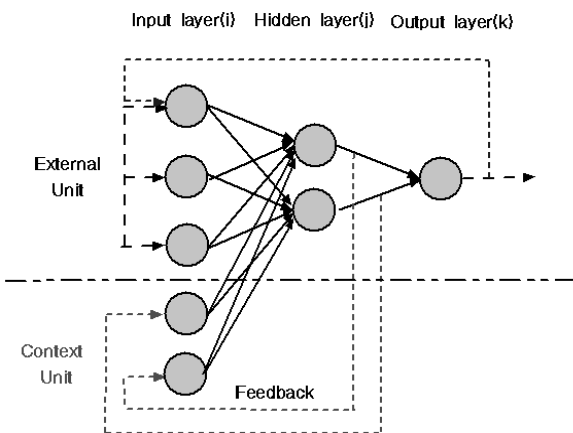 Input layer(i) Hidden layer(j) Output layer(k)
External
Unit
Context
Unit
Feedback